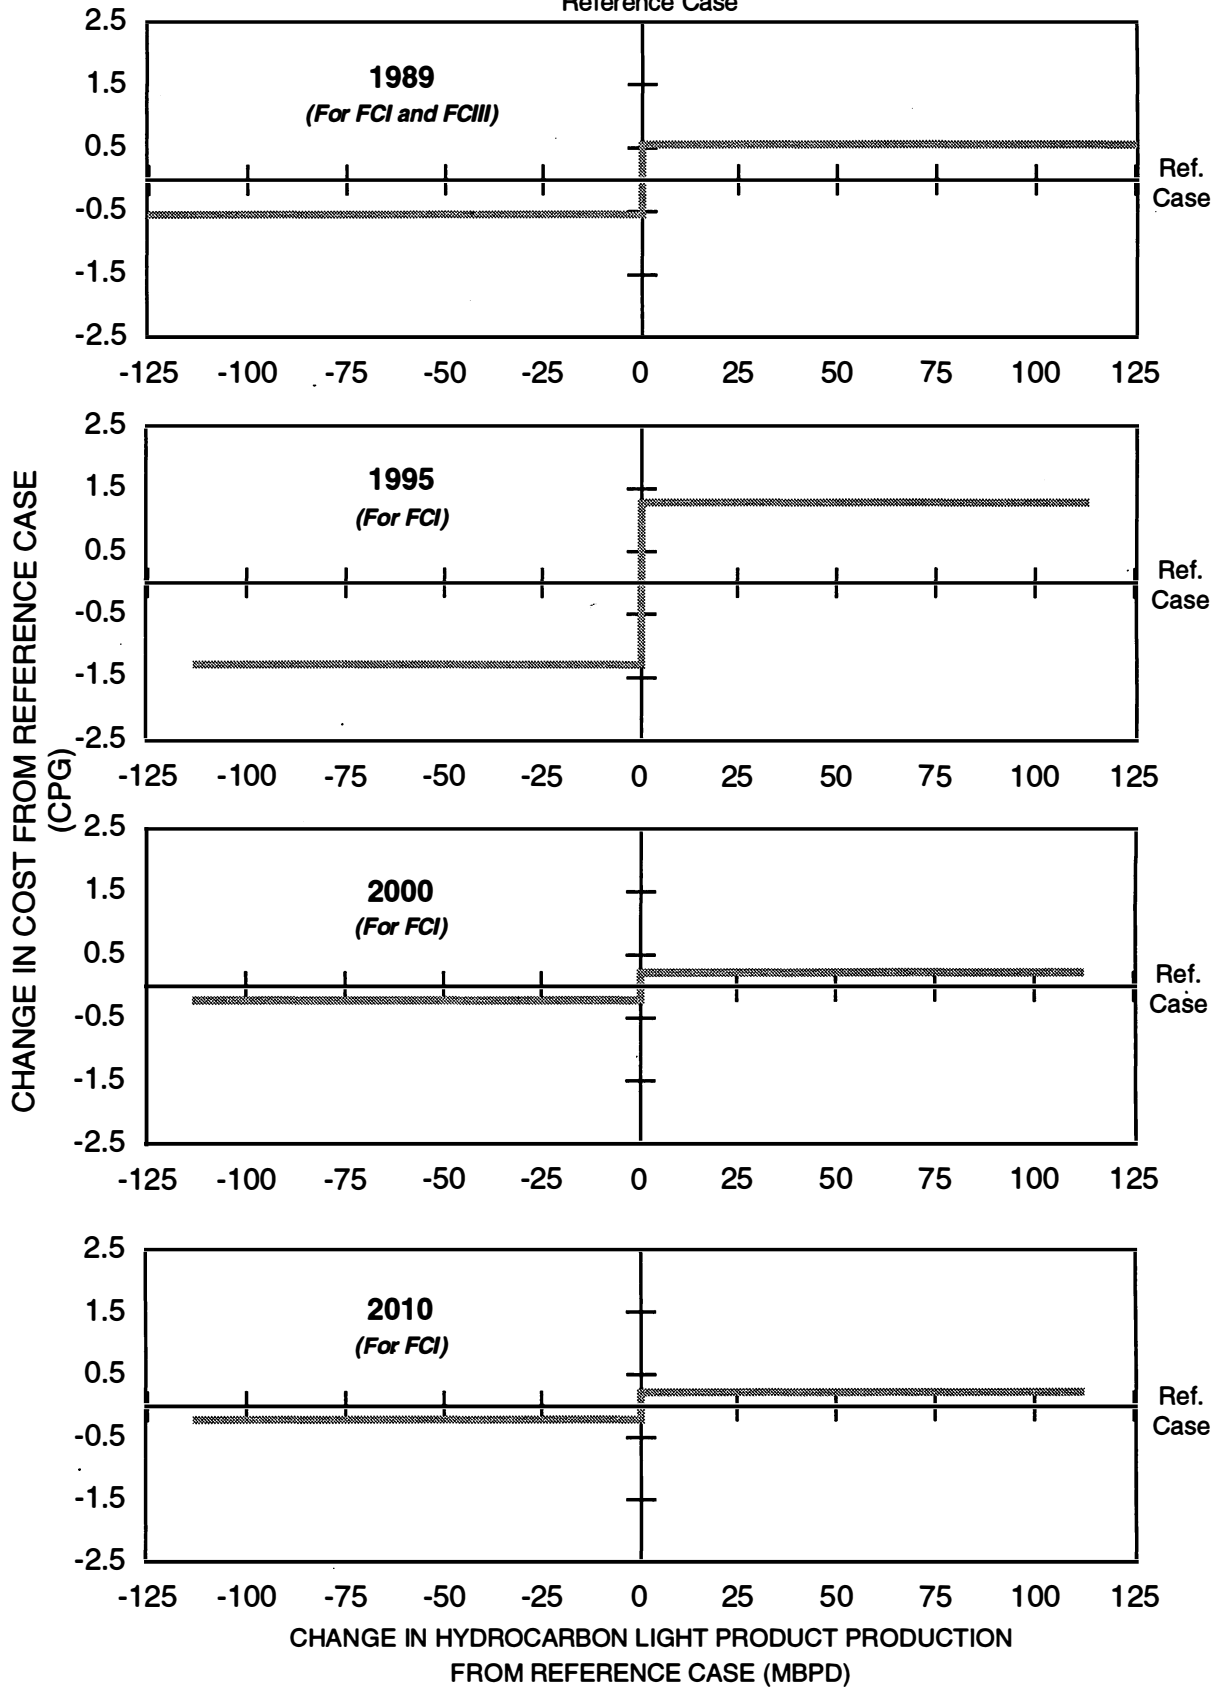 Reference Case
2.5
1989
1.5
(For FCI and FCIII)
0.5
Ref.
Case
-0.5
-1.5
-2.5
-125 -100 -75 -50 -25 0 25 50 75 100 125
2.5
1995
1.5
(For FCI)
0.5
Ref.
Case
-0.5
-1.5
-2.5
-125 -100 -75 -50 -25 0 25 50 75 100 125
CHANGE IN COST FROM REFERENCE CASE
(CPG)
2.5
2000
1.5
(For FCI)
0.5
Ref.
Case
-0.5
-1.5
-2.5
-125 -100 -75 -50 -25 0 25 50 75 100 125
2.5
2010
1.5
(For FCI)
0.5
Ref.
Case
-0.5
-1.5
-2.5
-125 -100 -75 -50 -25 0 25 50 75 100 125
CHANGE IN HYDROCARBON LIGHT PRODUCT PRODUCTION
FROM REFERENCE CASE (MBPD)